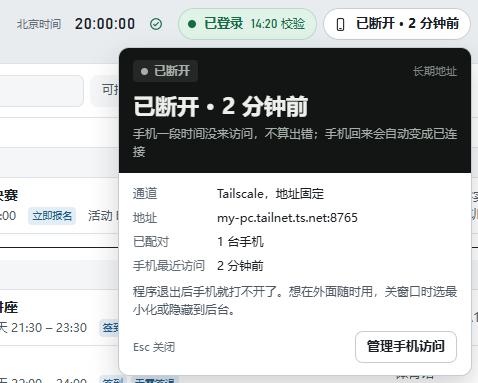 北京时间 20:00:00 已登录 14:20 校验 已断开 • 2 分钟前
已断开 长期地址
已断开 • 2 分钟前
手机一段时间没来访问，不算出错；手机回来会自动变成已连
接
通道 Tailscale，地址固定
地址 my-pc.tailnet.ts.net:8765
已配对 1 台手机
手机最近访问 2 分钟前
程序退出后手机就打不开了。想在外面随时用，关窗口时选最
小化或隐藏到后台。
Esc 关闭 管理手机访问
:00 立即报名 活动
讲座
天 21:30 – 23:30 签到